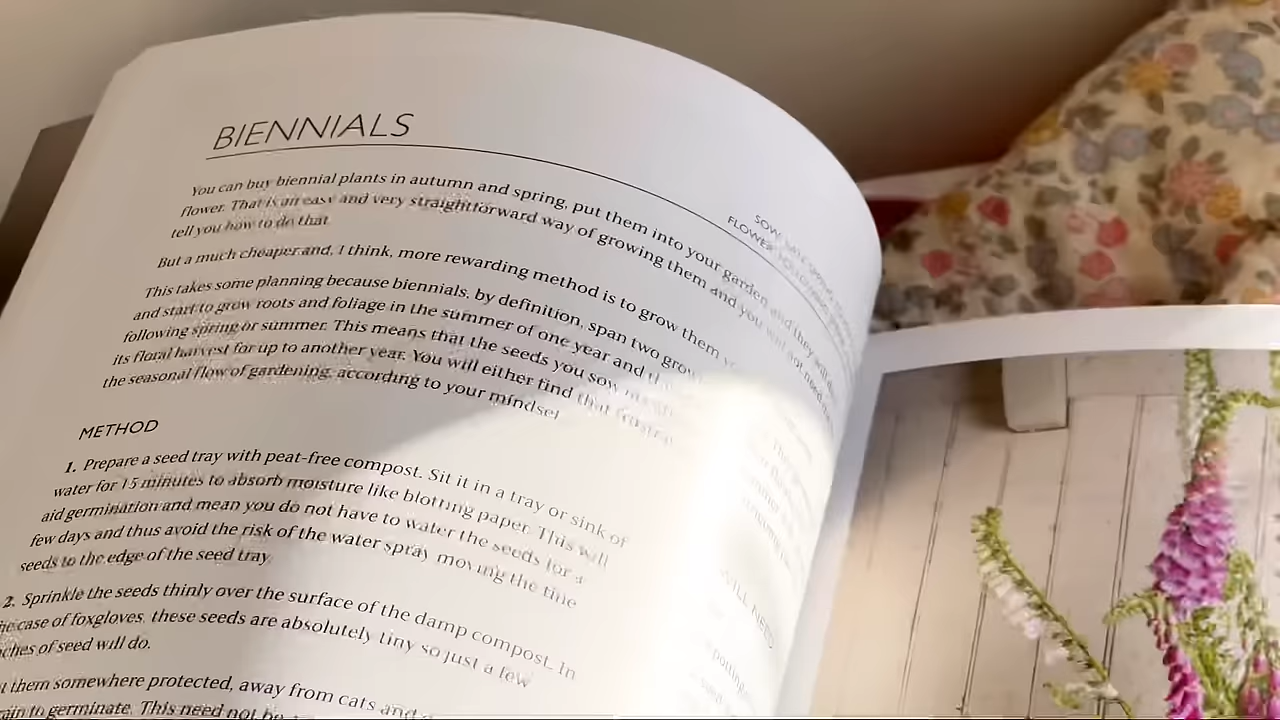 BIENNIALS
You can buy biennial plants in autumn and spring, put them into your garden and they will
flower. That is an easy and very straightforward way of growing them and you will not need
tell you how to do that.
But a much cheaper and, I think, more rewarding method is to grow them
This takes some planning because biennials, by definition, span two
and start to grow roots and foliage in the summer of one year and
following spring or summer. This means that the seeds you sow
its floral harvest for up to another year. You will either find that
the seasonal flow of gardening, according to your mindset
SOW:
FLOWER:
METHOD
1. Prepare a seed tray with peat-free compost. Sit it in a tray or sink of
water for 15 minutes to absorb moisture like blotting paper. This will
aid germination and mean you do not have to water the seeds for a
few days and thus avoid the risk of the water spray moving the fine
seeds to the edge of the seed tray.
2. Sprinkle the seeds thinly over the surface of the damp compost. In
case of foxgloves, these seeds are absolutely tiny so just a few
of seed will do.
them somewhere protected, away from cats and
to germinate. This need not be
WILL NEED